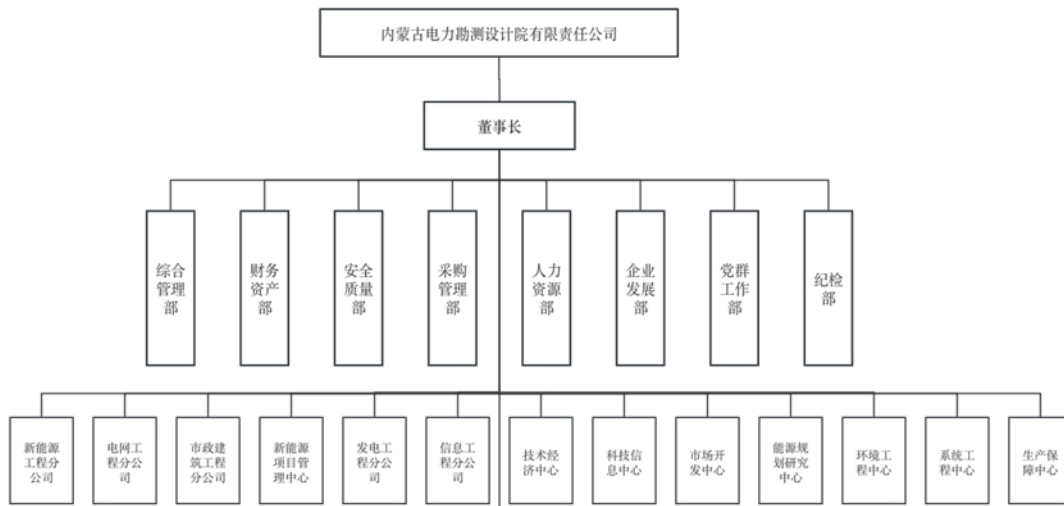 内蒙古电力勘测设计院有限责任公司
董事长
综合
管理
部
财务
资产
部
安全
质量
部
采购
管理
部
人力
资源
部
企业
发展
部
党群
工作
部
纪检
部
新能源
工程分
公司
电网工
程分公
司
市政建
筑工程
分公司
新能源
项目管
理中心
发电工
程分公
司
信息工
程分公
司
技术经
济中心
科技信
息中心
市场开
发中心
能源规
划研究
中心
环境工
程中心
系统工
程中心
生产保
障中心